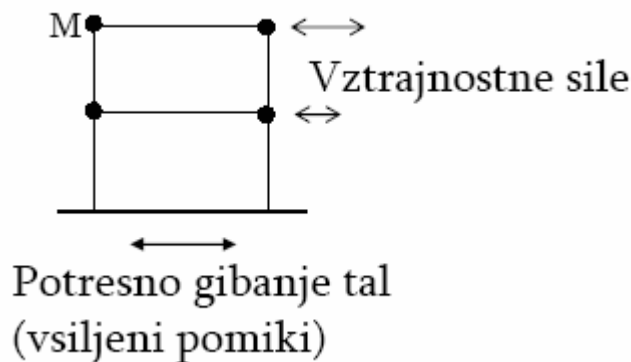 M
Vztrajnostne sile
Potresno gibanje tal
(vsiljeni pomiki)